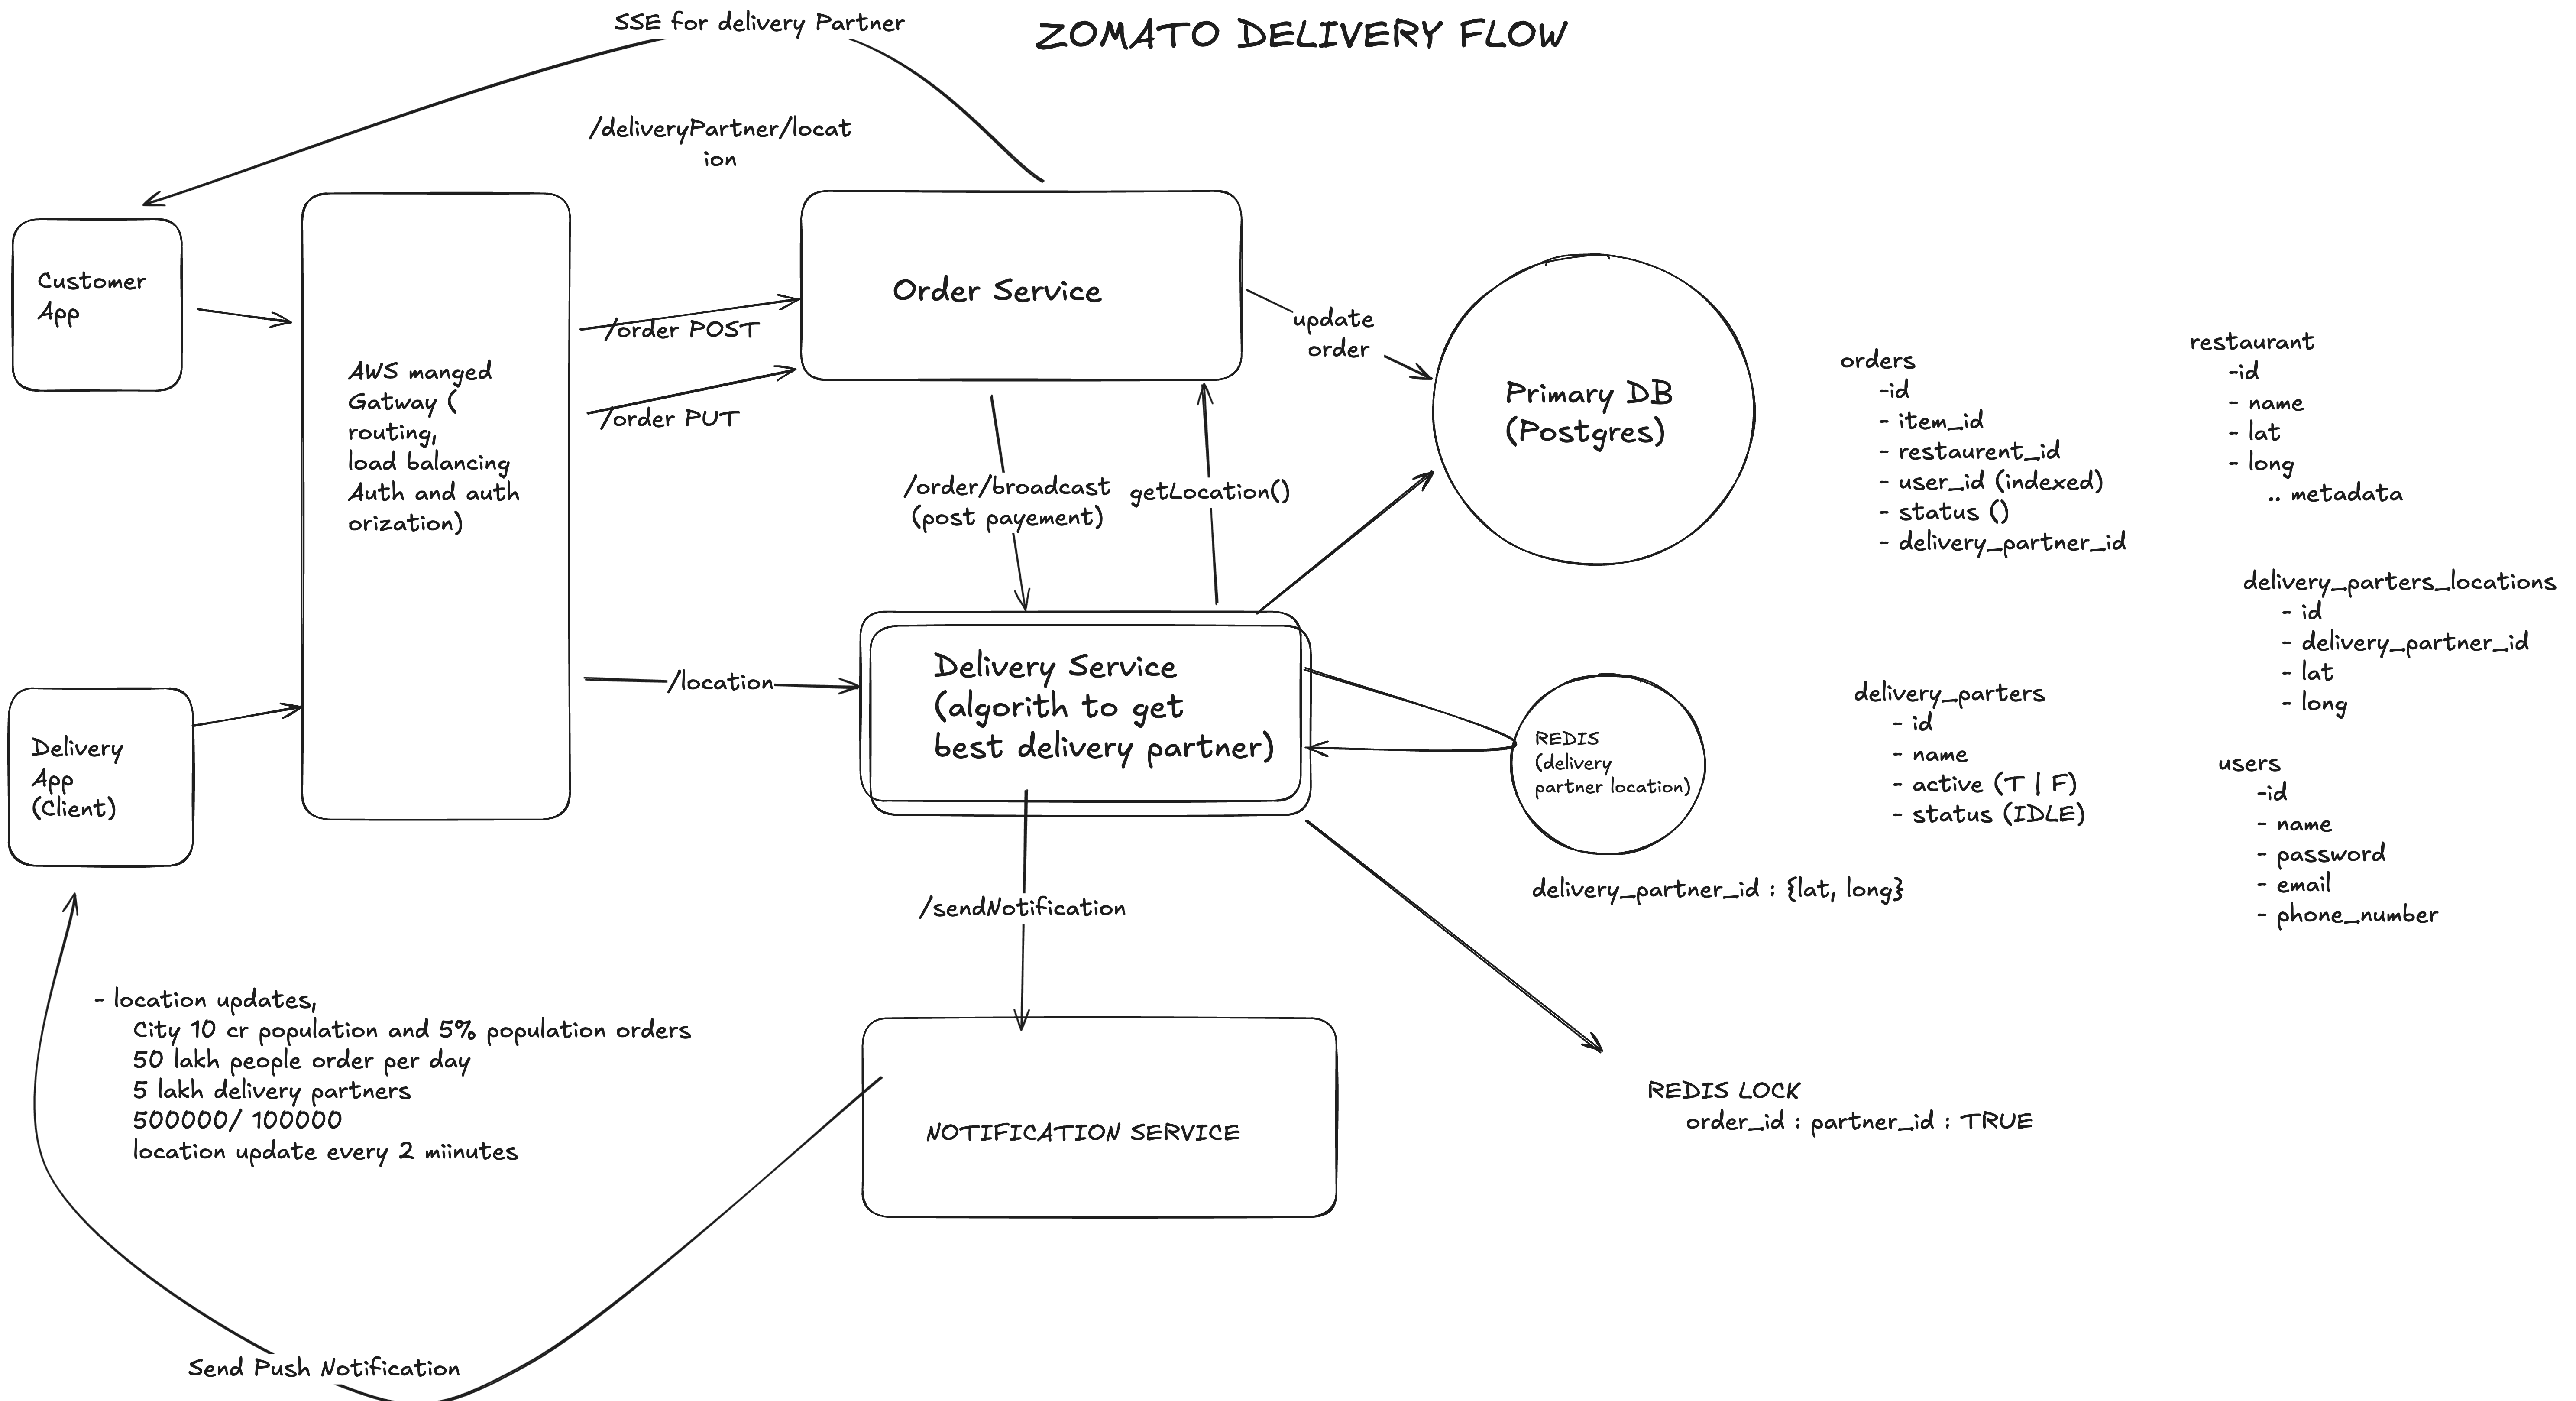 SSE for delivery Partner
ZOMATO DELIVERY FLOW
/deliveryPartner/locat
ion
Customer
App
AWS manged
Gatway (
routing,
load balancing
Auth and auth
orization)
/order POST
/order PUT
Order Service
update
order
Primary DB
(Postgres)
/order/broadcast
(post payement)
getLocation()
orders
-id
- item_id
- restaurent_id
- user_id (indexed)
- status ()
- delivery_partner_id
restaurant
-id
- name
- lat
- long
.. metadata
delivery_parters_locations
- id
- delivery_partner_id
- lat
- long
delivery_parters
- id
- name
- active (T | F)
- status (IDLE)
users
-id
- name
- password
- email
- phone_number
Delivery
App
(Client)
/location
Delivery Service
(algorith to get
best delivery partner)
REDIS
(delivery
partner location)
delivery_partner_id : {lat, long}
/sendNotification
- location updates,
City 10 cr population and 5% population orders
50 lakh people order per day
5 lakh delivery partners
500000/ 100000
location update every 2 miinutes
NOTIFICATION SERVICE
REDIS LOCK
order_id : partner_id : TRUE
Send Push Notification